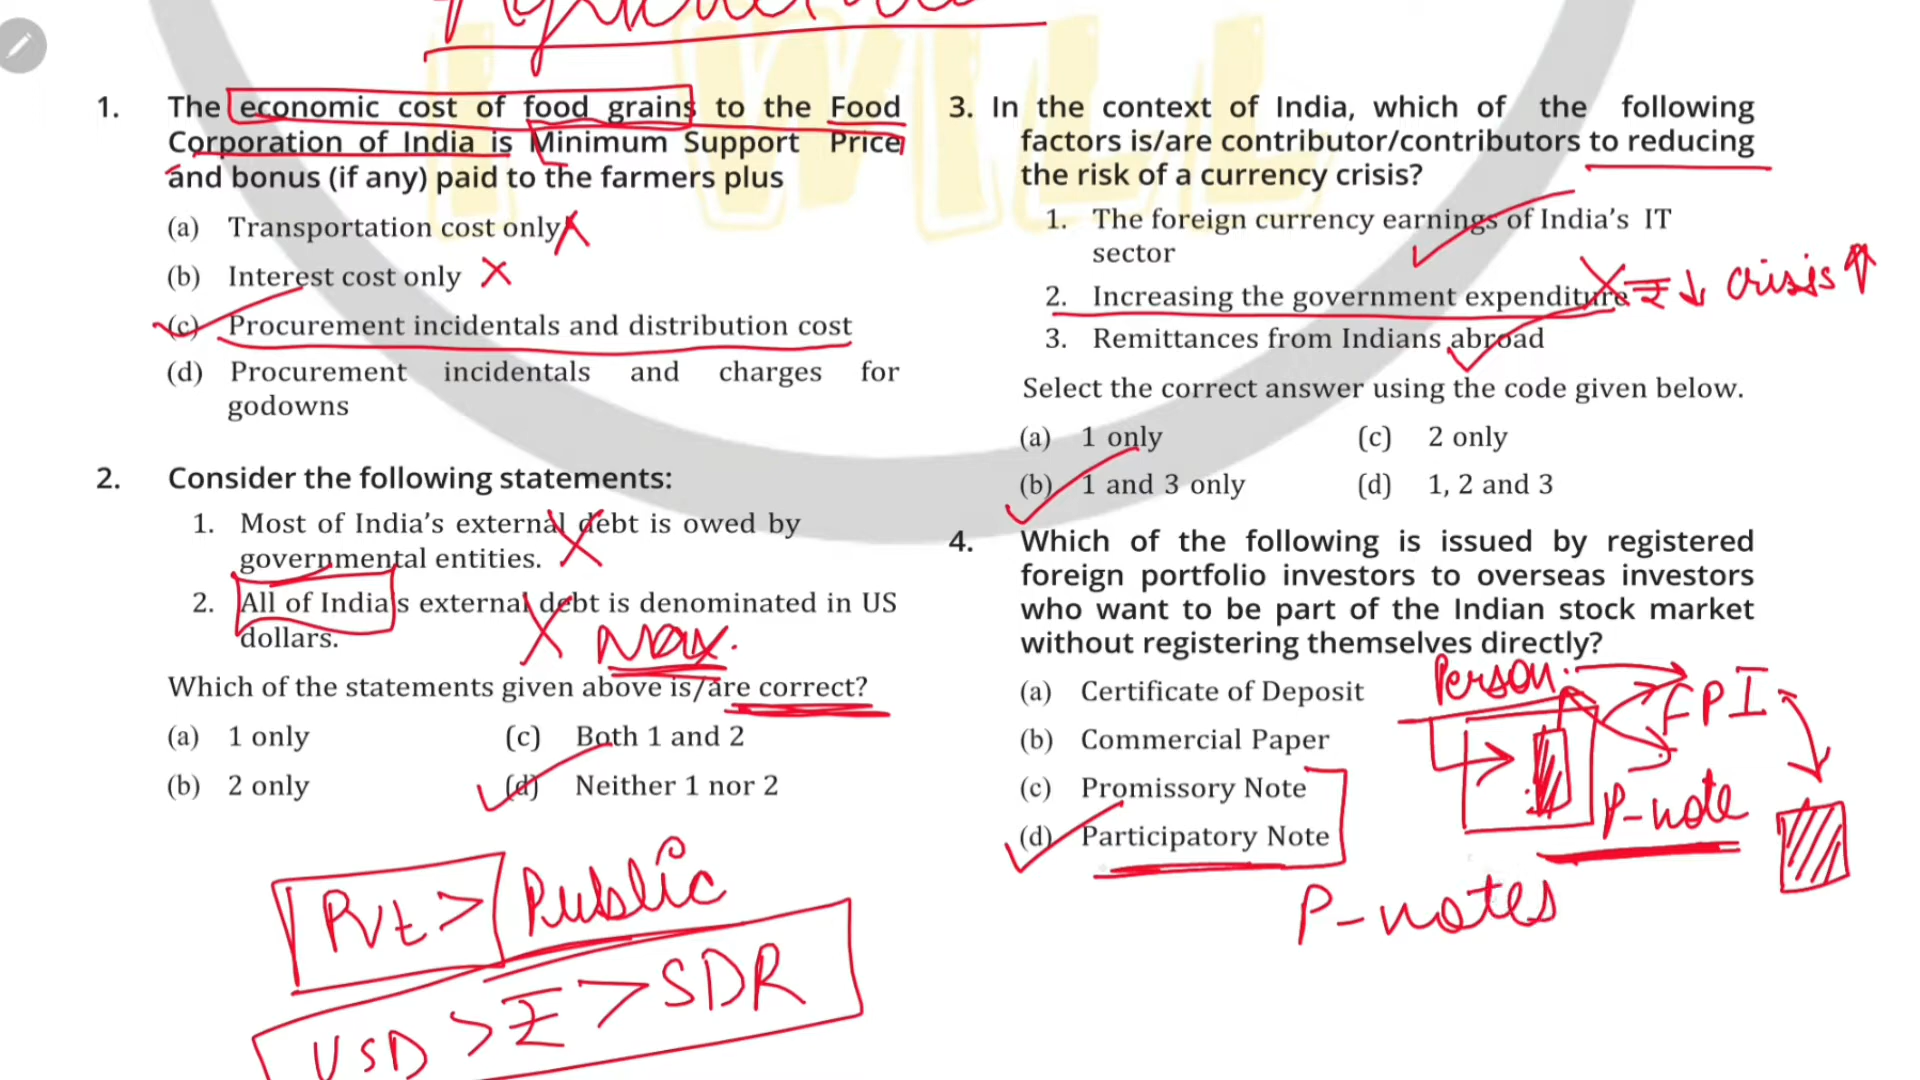 1. The economic cost of food grains to the Food
Corporation of India is Minimum Support Price
and bonus (if any) paid to the farmers plus
(a) Transportation cost only
(b) Interest cost only
(c) Procurement incidentals and distribution cost
(d) Procurement incidentals and charges for
godowns
2. Consider the following statements:
1. Most of India's external debt is owed by
governmental entities.
2. All of India's external debt is denominated in US
dollars.
Max.
Which of the statements given above is/are correct?
(a) 1 only
(c) Both 1 and 2
(b) 2 only
(d) Neither 1 nor 2
Pvt > Public
USD > ₹ > SDR
3. In the context of India, which of the following
factors is/are contributor/contributors to reducing
the risk of a currency crisis?
1. The foreign currency earnings of India's IT
sector
2. Increasing the government expenditure ₹ ↓ crisis ↑
3. Remittances from Indians abroad
Select the correct answer using the code given below.
(a) 1 only
(c) 2 only
(b) 1 and 3 only
(d) 1, 2 and 3
4. Which of the following is issued by registered
foreign portfolio investors to overseas investors
who want to be part of the Indian stock market
without registering themselves directly?
(a) Certificate of Deposit
(b) Commercial Paper
(c) Promissory Note
(d) Participatory Note
Person.
FPI
P-note
P-notes